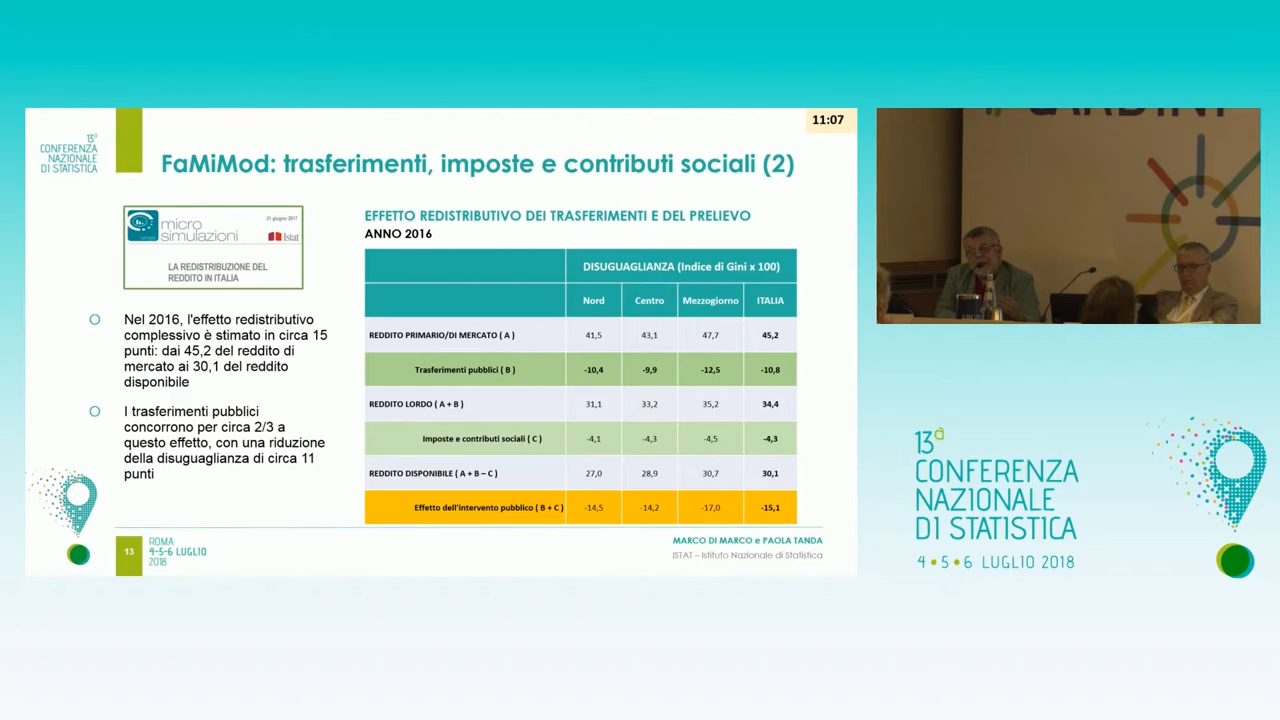 11:07
13ª
CONFERENZA
NAZIONALE
DI STATISTICA
FaMiMod: trasferimenti, imposte e contributi sociali (2)
micro
simulazioni
21 giugno 2017
Istat
LA REDISTRIBUZIONE DEL
REDDITO IN ITALIA
Nel 2016, l'effetto redistributivo
complessivo è stimato in circa 15
punti: dai 45,2 del reddito di
mercato ai 30,1 del reddito
disponibile
I trasferimenti pubblici
concorrono per circa 2/3 a
questo effetto, con una riduzione
della disuguaglianza di circa 11
punti
EFFETTO REDISTRIBUTIVO DEI TRASFERIMENTI E DEL PRELIEVO
ANNO 2016
DISUGUAGLIANZA (Indice di Gini x 100)
Nord Centro Mezzogiorno ITALIA
REDDITO PRIMARIO/DI MERCATO ( A ) 41,5 43,1 47,7 45,2
Trasferimenti pubblici ( B ) -10,4 -9,9 -12,5 -10,8
REDDITO LORDO ( A + B ) 31,1 33,2 35,2 34,4
Imposte e contributi sociali ( C ) -4,1 -4,3 -4,5 -4,3
REDDITO DISPONIBILE ( A + B – C ) 27,0 28,9 30,7 30,1
Effetto dell'intervento pubblico ( B + C ) -14,5 -14,2 -17,0 -15,1
13
ROMA
4-5-6 LUGLIO
2018
MARCO DI MARCO e PAOLA TANDA
ISTAT – Istituto Nazionale di Statistica
13ª
CONFERENZA
NAZIONALE
DI STATISTICA
4 • 5 • 6 LUGLIO 2018